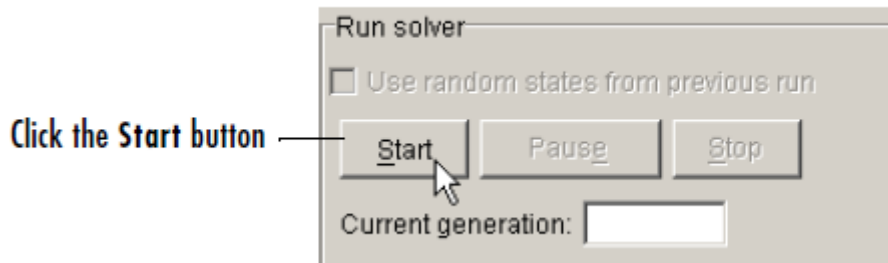 Run solver
Use random states from previous run
Click the Start button
Start Pause Stop
Current generation: